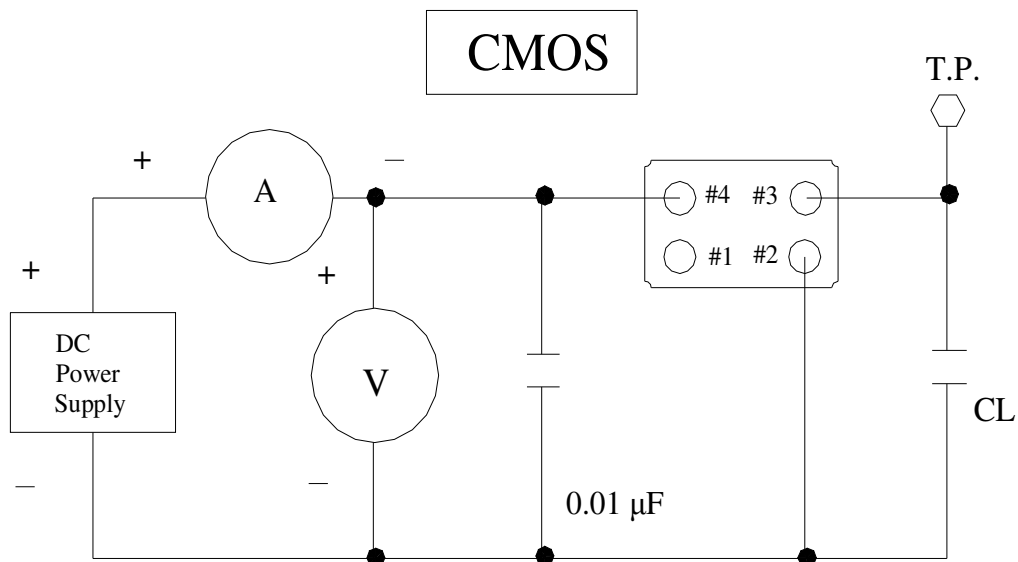 CMOS
T.P.
+
A
—
#4 #3
#1 #2
+
+
DC
Power
Supply
V
CL
—
—
0.01 μF